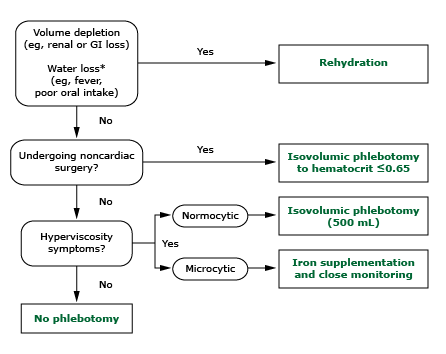 Volume depletion
(eg, renal or GI loss)
Water loss*
(eg, fever,
poor oral intake)
Yes
Rehydration
No
Undergoing noncardiac
surgery?
Yes
Isovolumic phlebotomy
to hematocrit ≤0.65
No
Hyperviscosity
symptoms?
Yes
Normocytic
Isovolumic phlebotomy
(500 mL)
Microcytic
Iron supplementation
and close monitoring
No
No phlebotomy